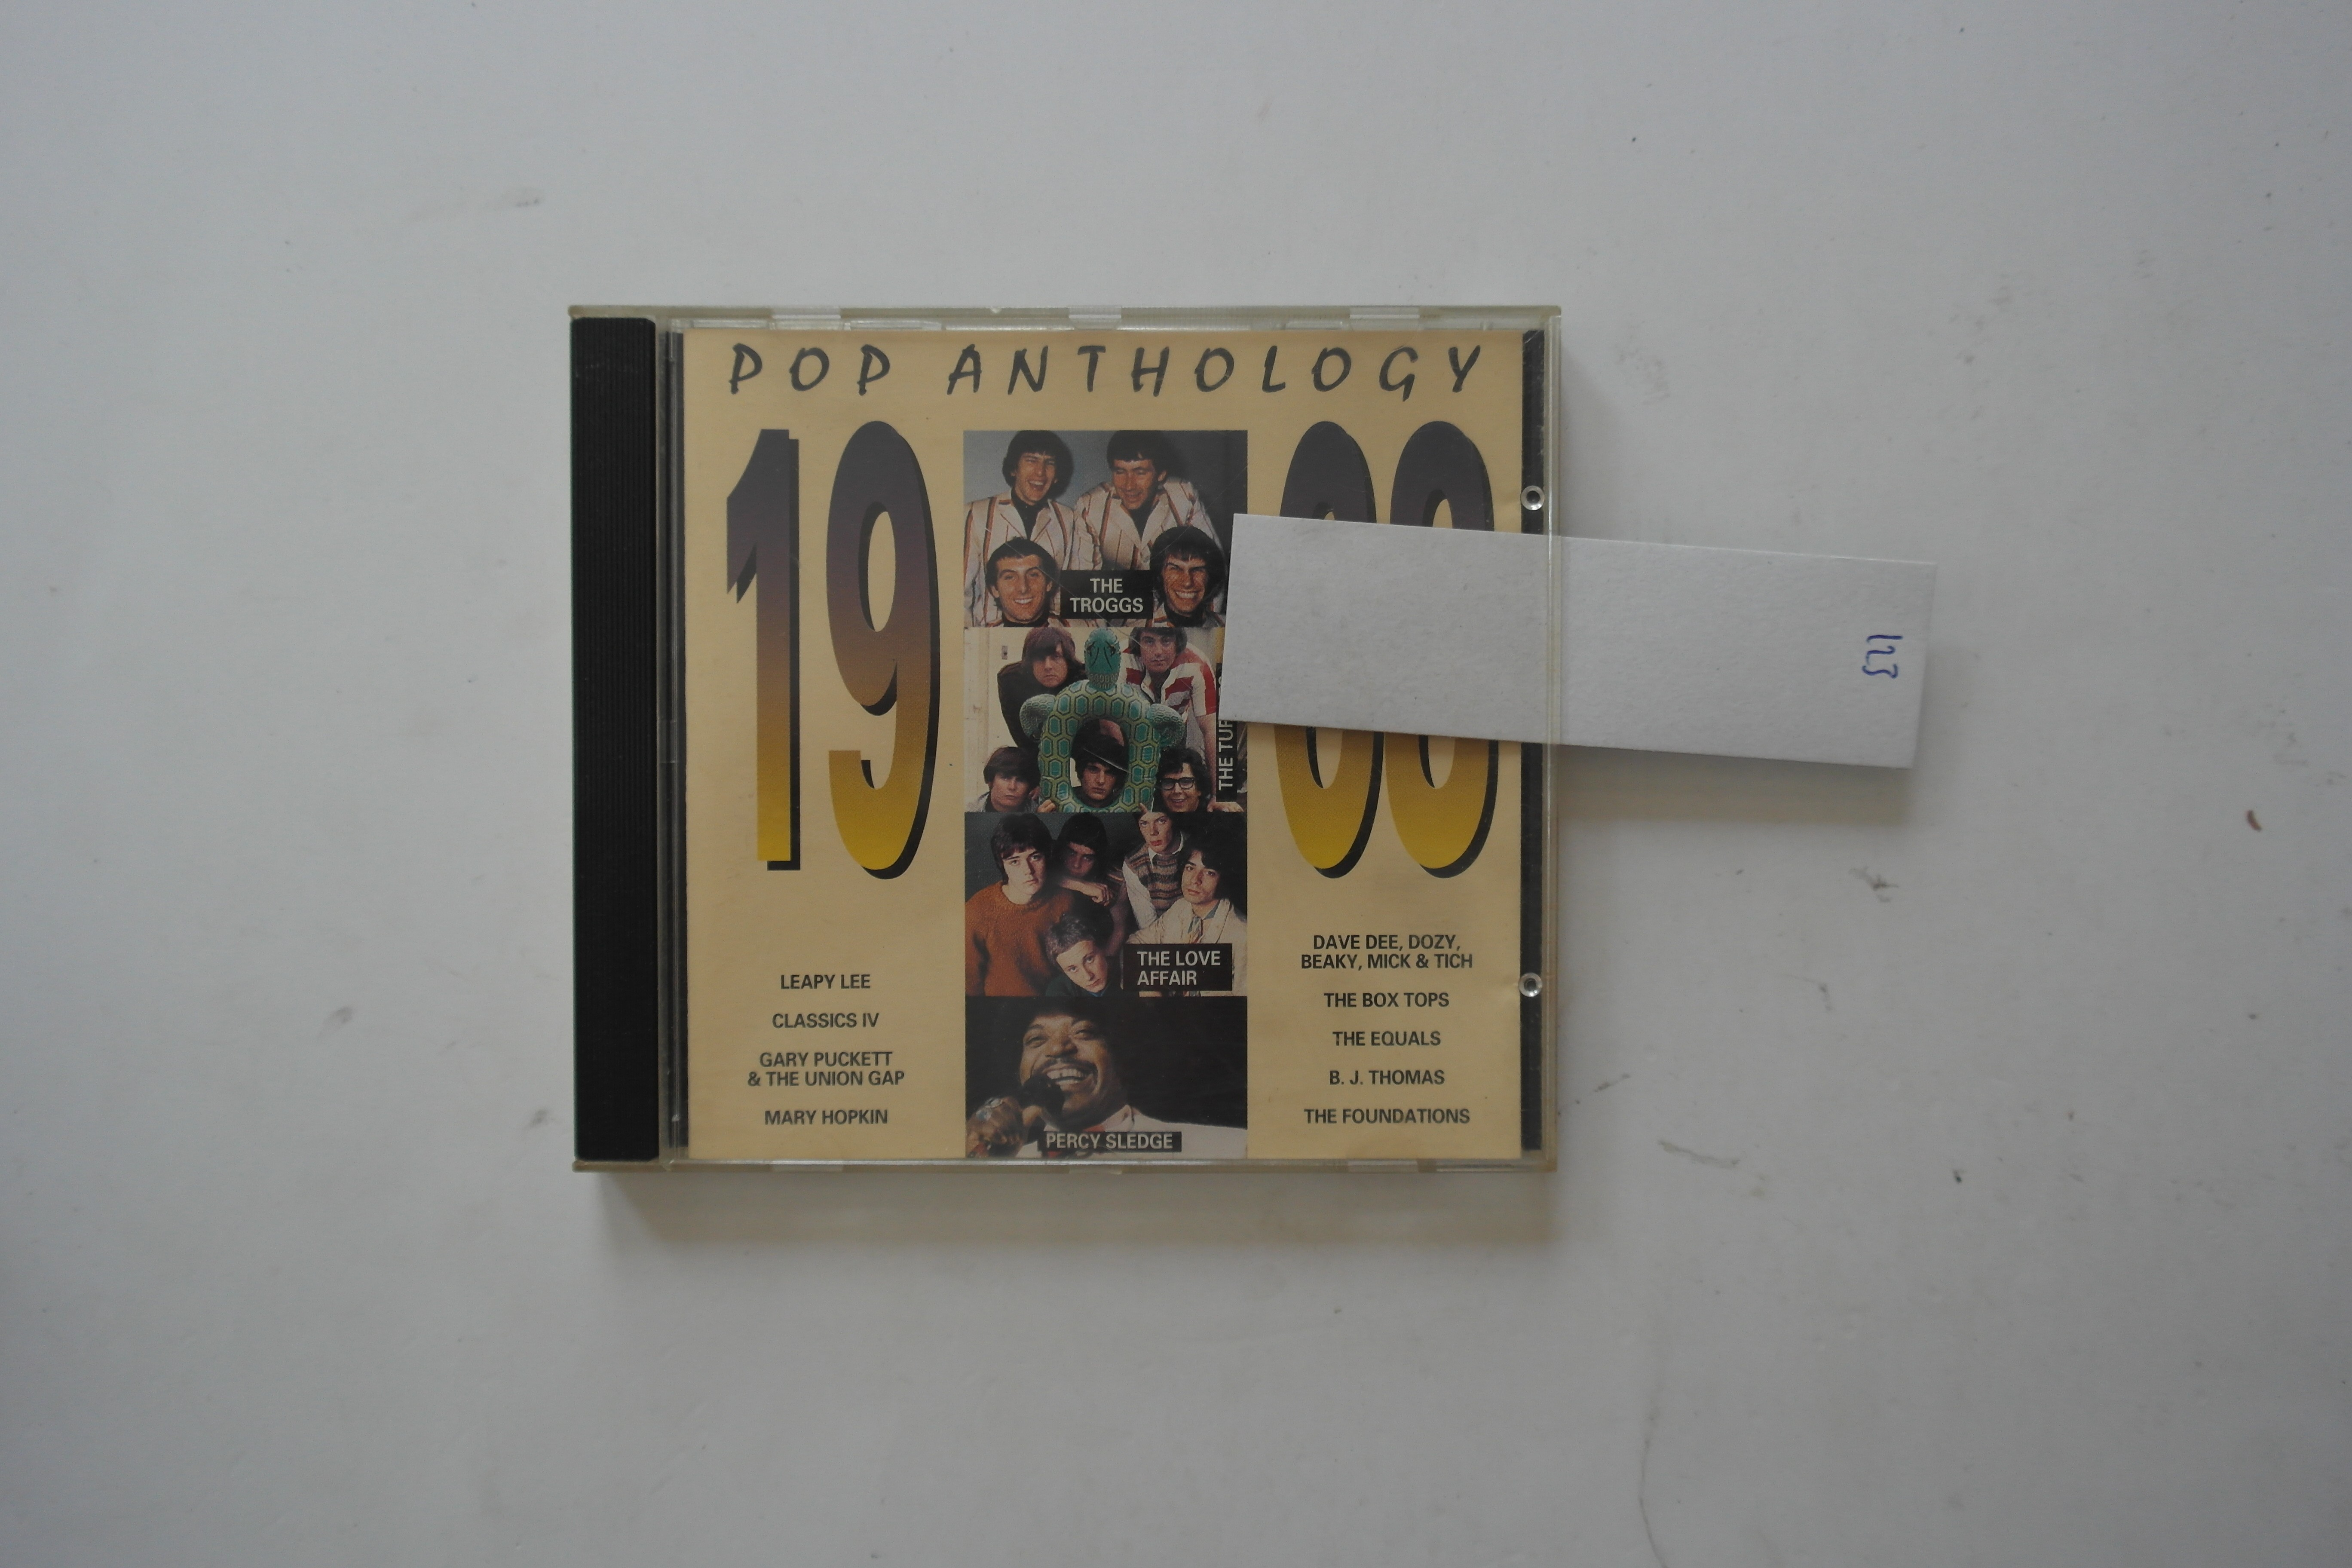 POP ANTHOLOGY
19
THE
TROGGS
THE LOVE
AFFAIR
PERCY SLEDGE
LEAPY LEE
CLASSICS IV
GARY PUCKETT
& THE UNION GAP
MARY HOPKIN
DAVE DEE, DOZY,
BEAKY, MICK & TICH
THE BOX TOPS
THE EQUALS
B. J. THOMAS
THE FOUNDATIONS
THE
123